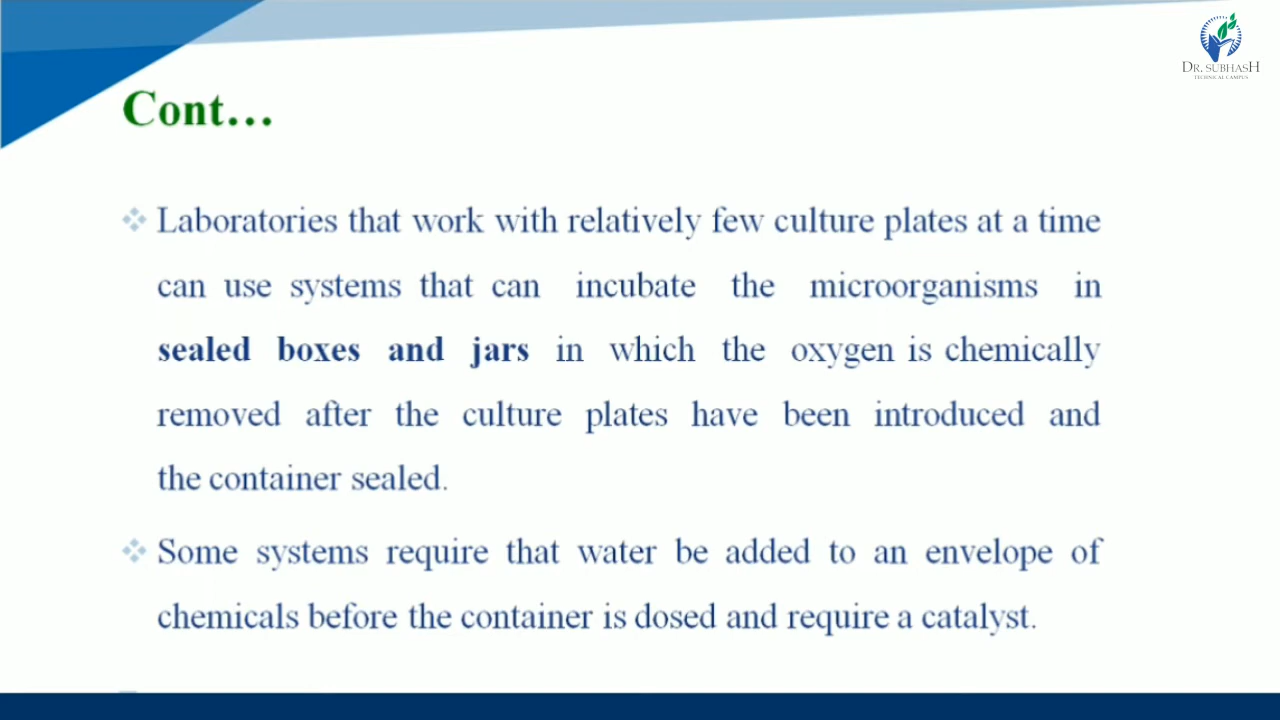 DR. SUBHASH
TECHNICAL CAMPUS
Cont...
Laboratories that work with relatively few culture plates at a time
can use systems that can incubate the microorganisms in
sealed boxes and jars in which the oxygen is chemically
removed after the culture plates have been introduced and
the container sealed.
Some systems require that water be added to an envelope of
chemicals before the container is dosed and require a catalyst.